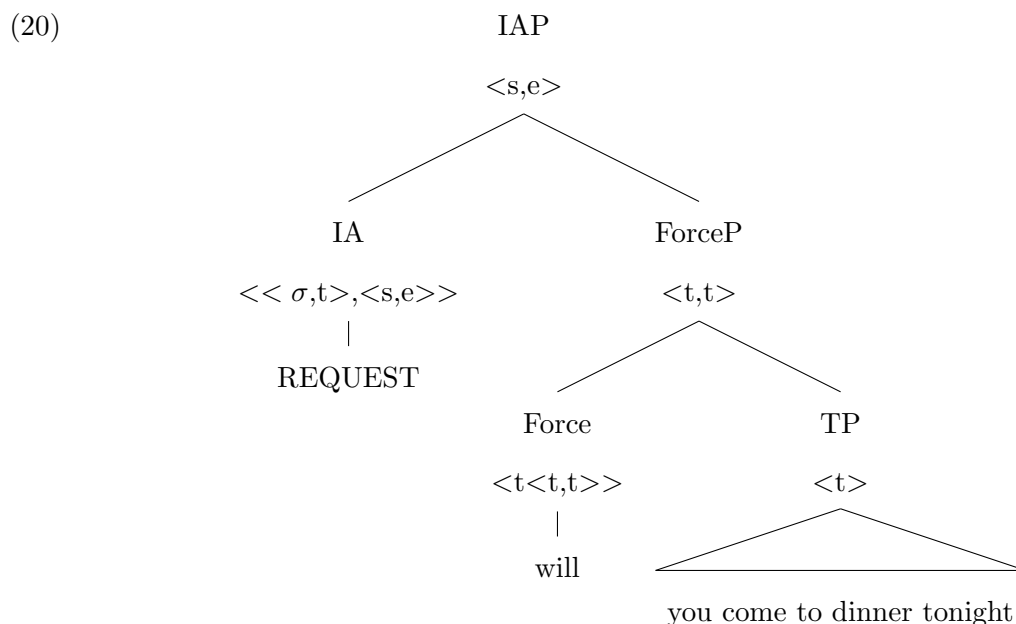 (20) IAP
<s,e>
IA ForceP
<< σ,t>,<s,e>> <t,t>
REQUEST
Force TP
<t<t,t>> <t>
will
you come to dinner tonight